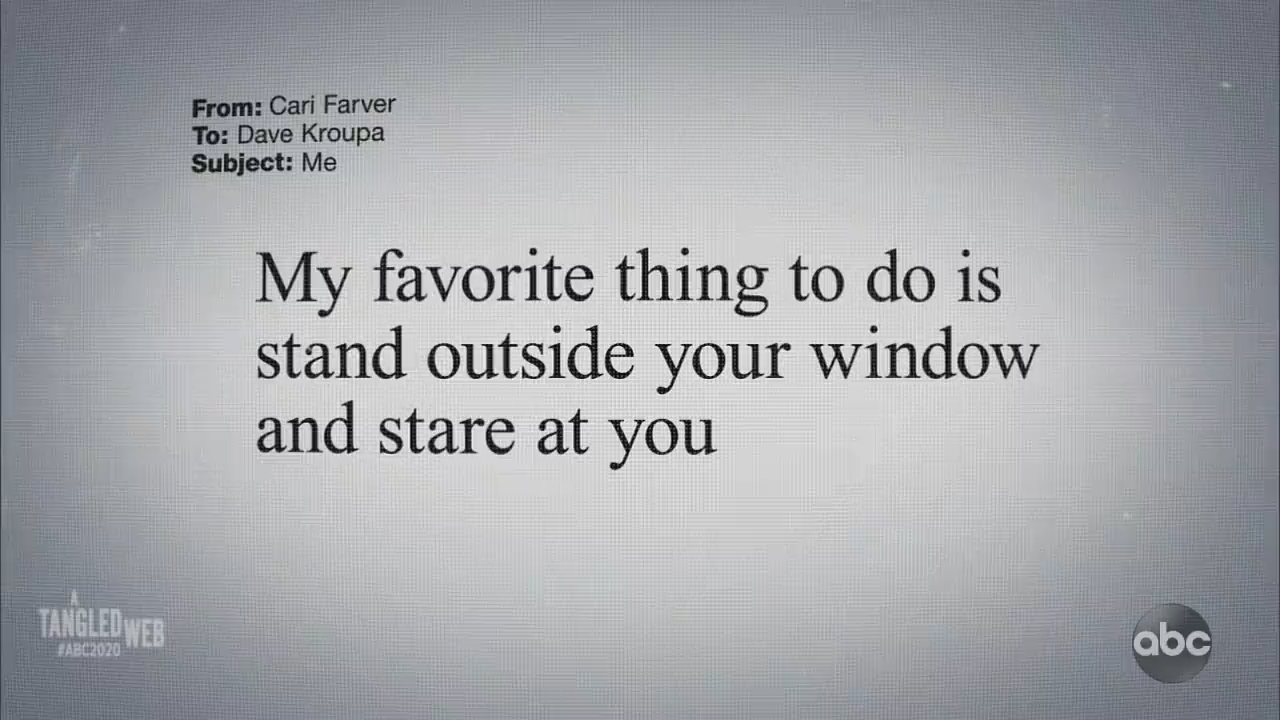 From: Cari Farver
To: Dave Kroupa
Subject: Me
My favorite thing to do is
stand outside your window
and stare at you
A
TANGLED WEB
#ABC2020
abc